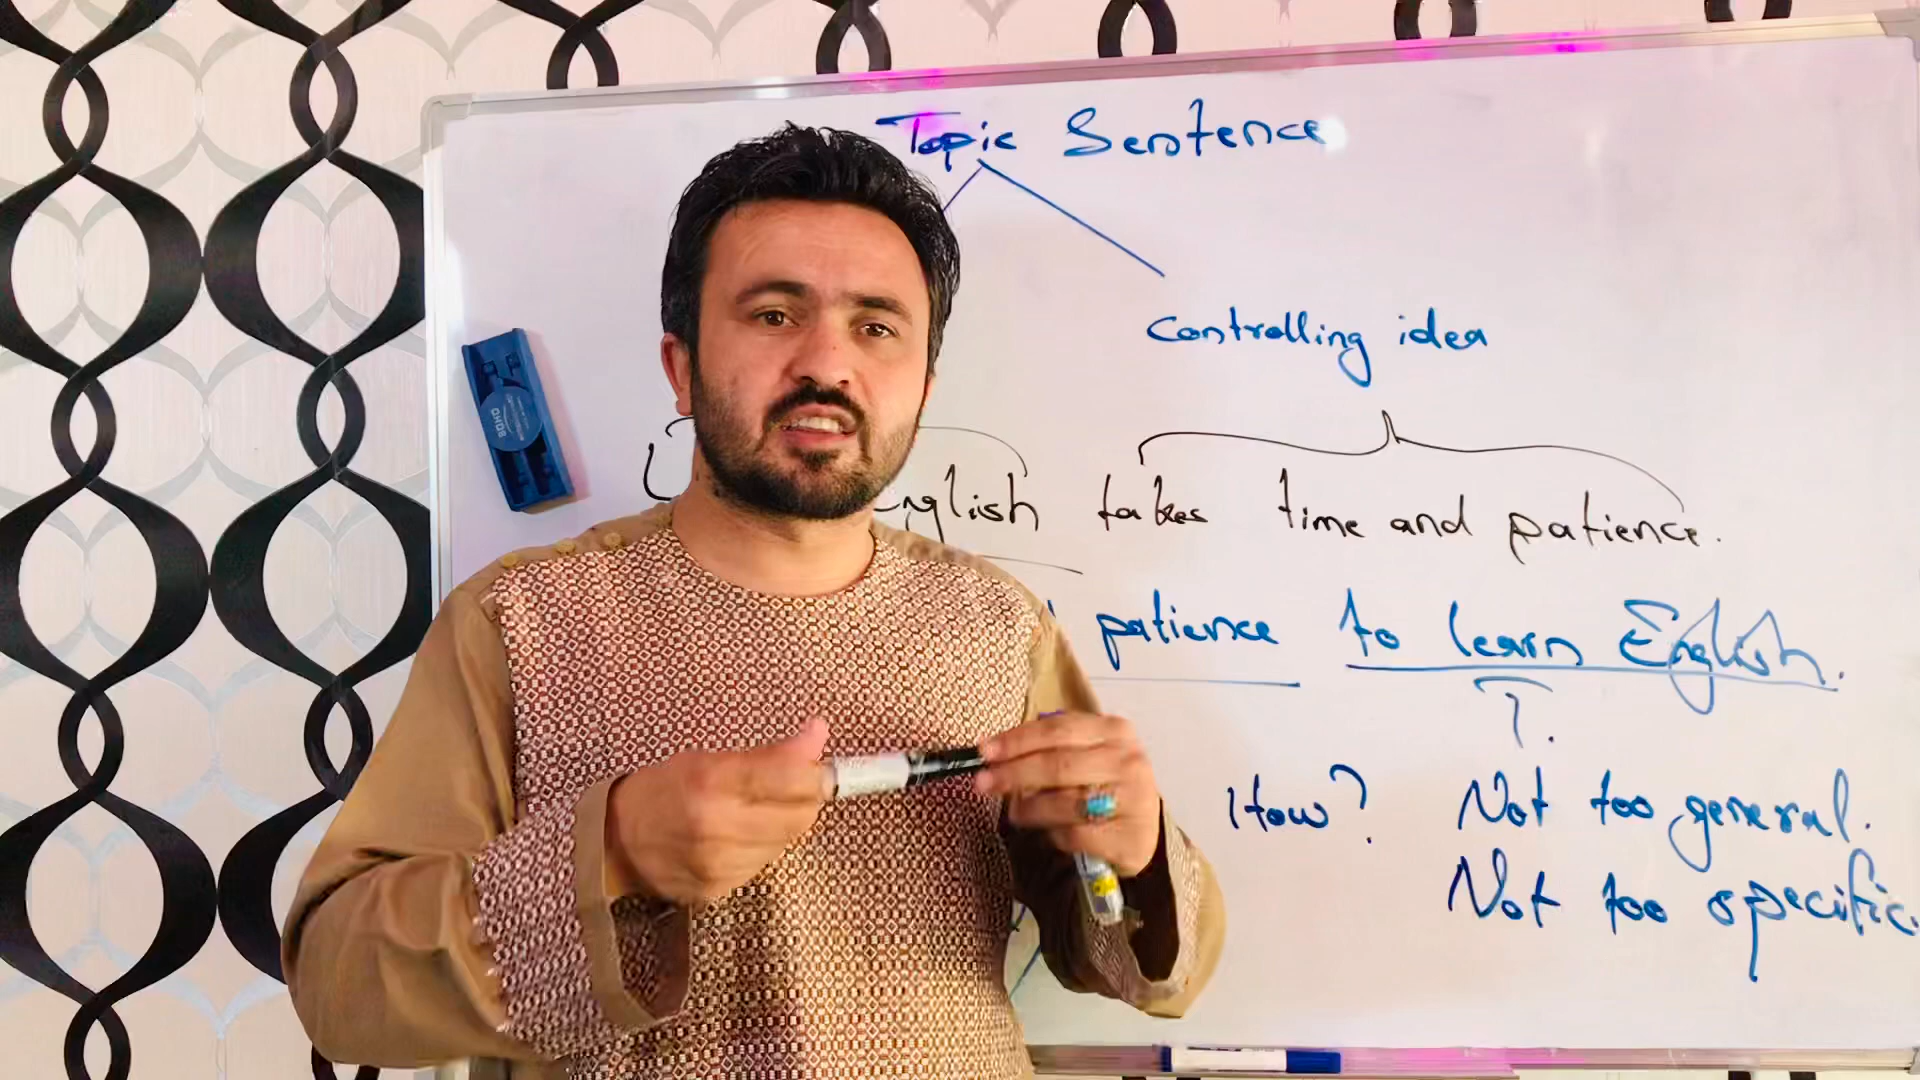 Topic Sentence
Controlling idea
English takes time and patience.
patience to learn English.
T.
How? Not too general.
Not too specific.